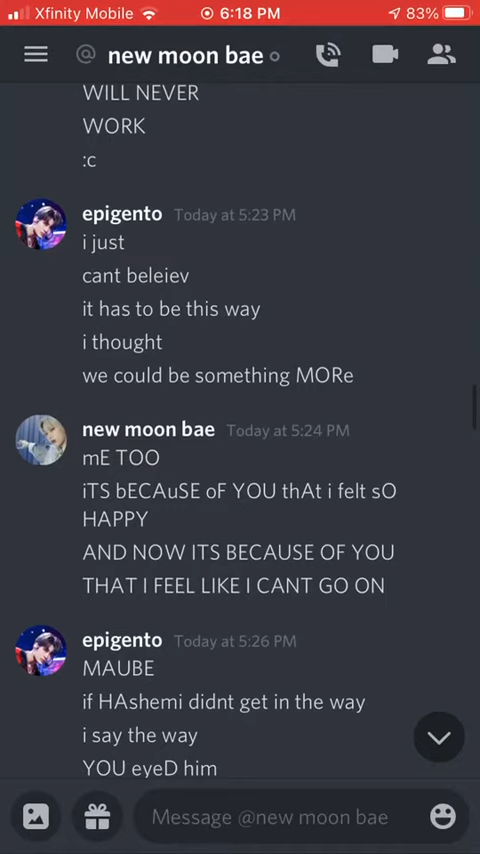 Xfinity Mobile 6:18 PM 83%
@ new moon bae
WILL NEVER
WORK
:c
epigento Today at 5:23 PM
i just
cant beleiev
it has to be this way
i thought
we could be something MORe
new moon bae Today at 5:24 PM
mE TOO
iTS bECAuSE oF YOU thAt i felt sO
HAPPY
AND NOW ITS BECAUSE OF YOU
THAT I FEEL LIKE I CANT GO ON
epigento Today at 5:26 PM
MAUBE
if HAshemi didnt get in the way
i say the way
YOU eyeD him
Message @new moon bae